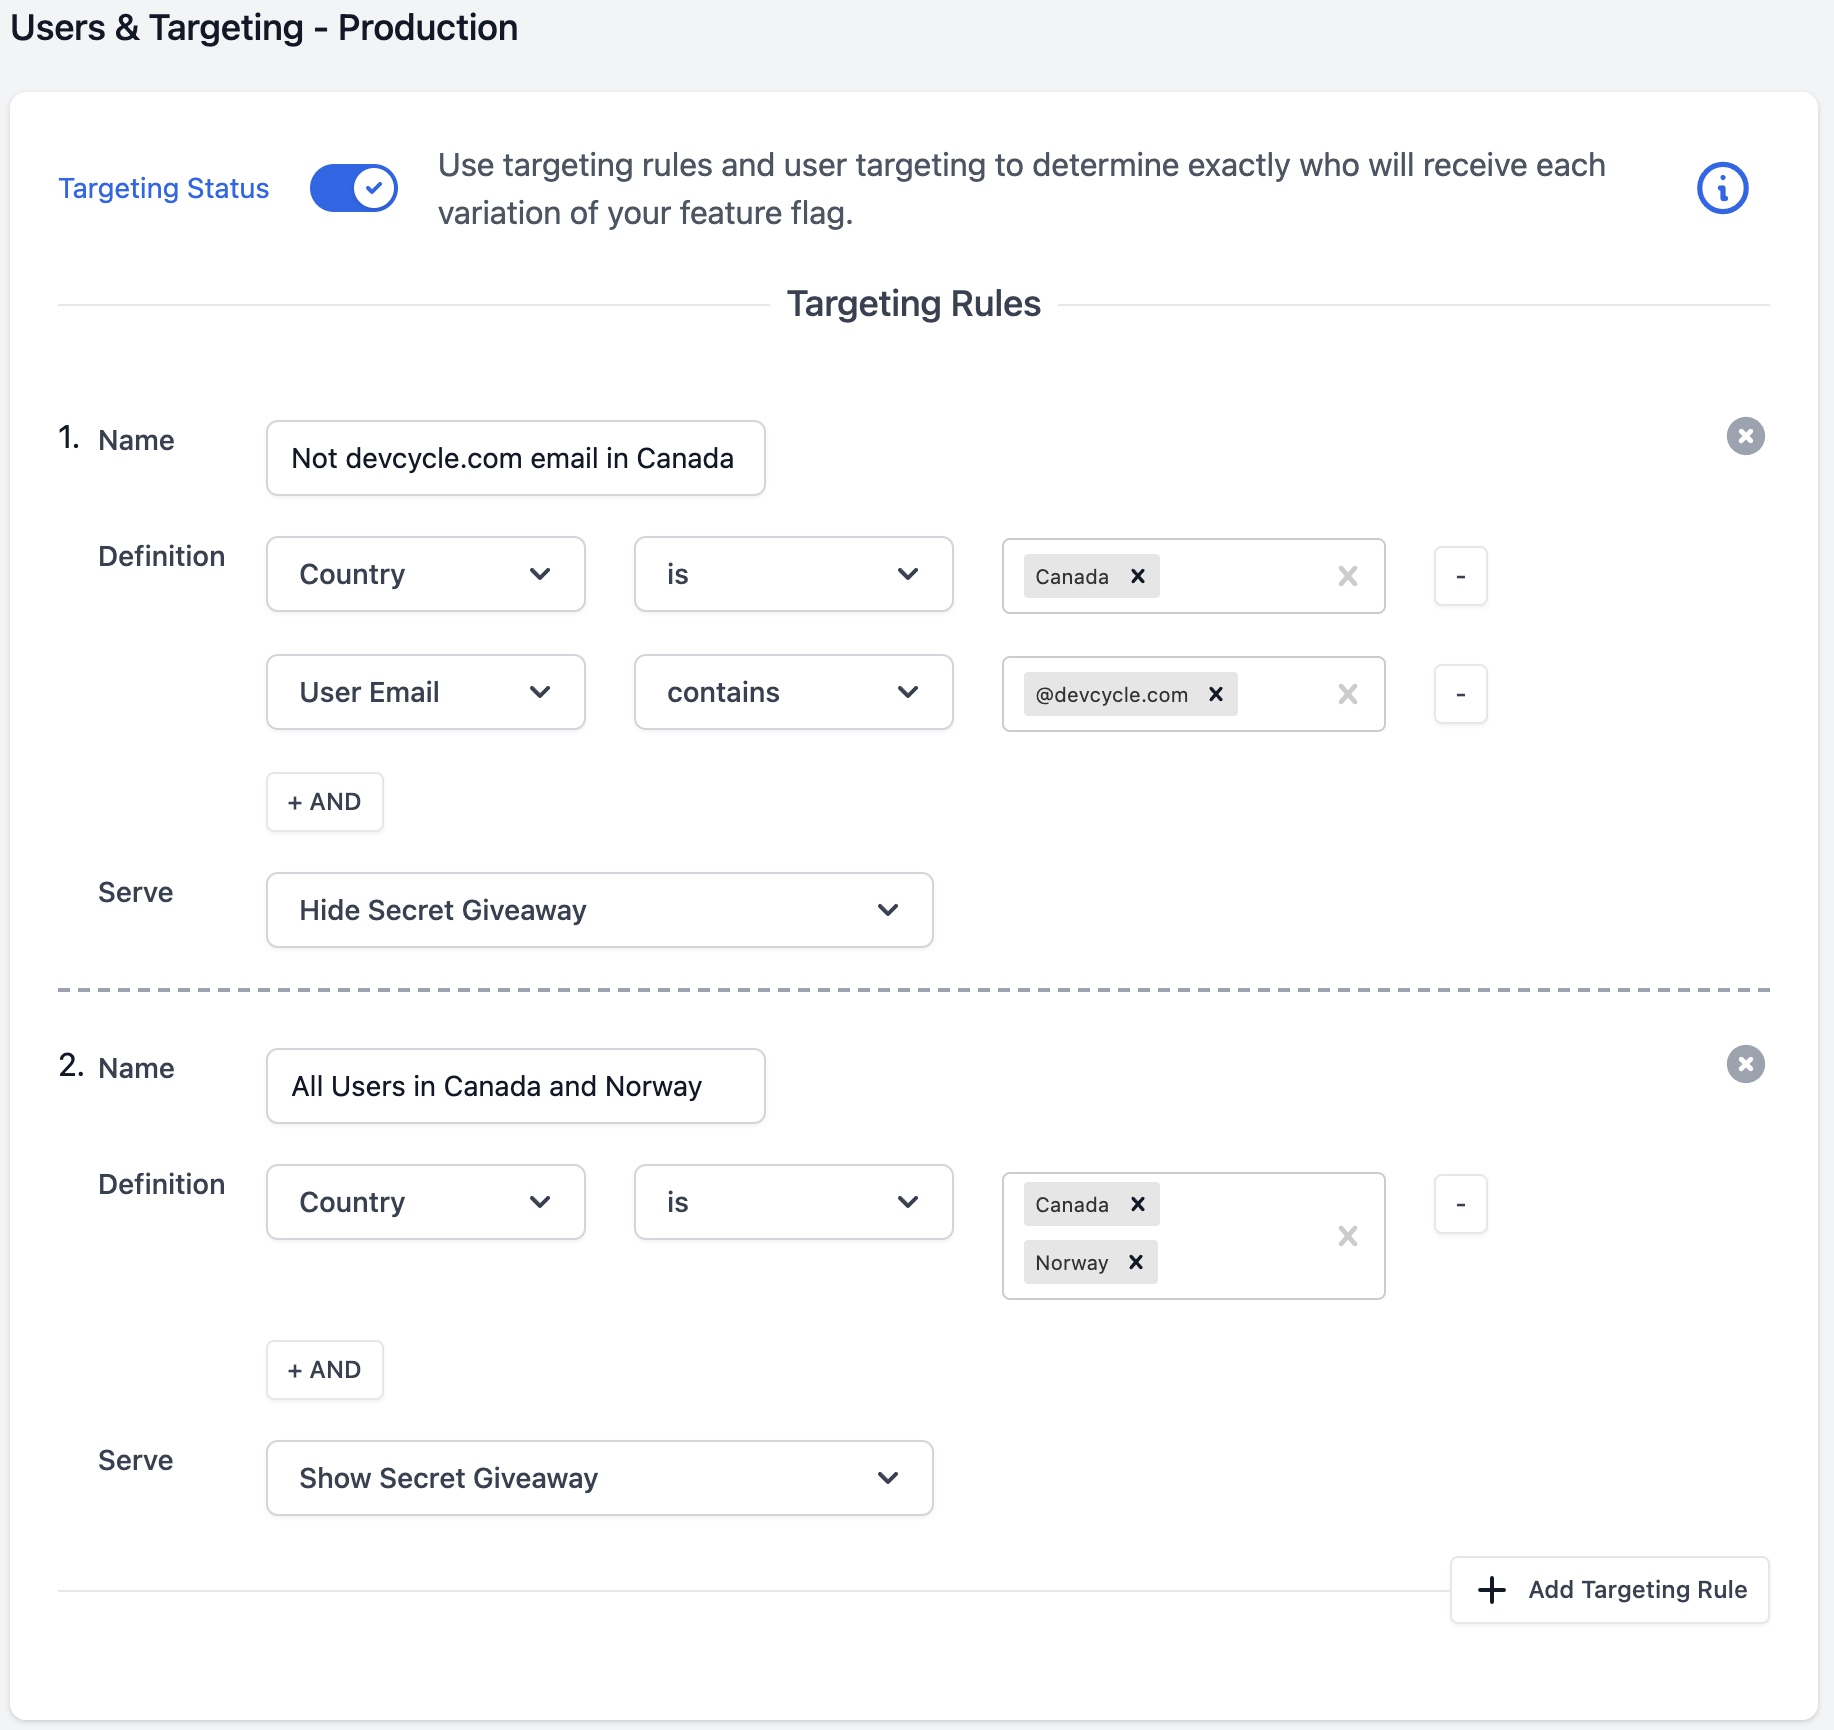 Users & Targeting - Production
Targeting Status
Use targeting rules and user targeting to determine exactly who will receive each
variation of your feature flag.
Targeting Rules
1. Name
Not devcycle.com email in Canada
Definition
Country
is
Canada
-
User Email
contains
@devcycle.com
-
+ AND
Serve
Hide Secret Giveaway
2. Name
All Users in Canada and Norway
Definition
Country
is
Canada
Norway
-
+ AND
Serve
Show Secret Giveaway
+ Add Targeting Rule